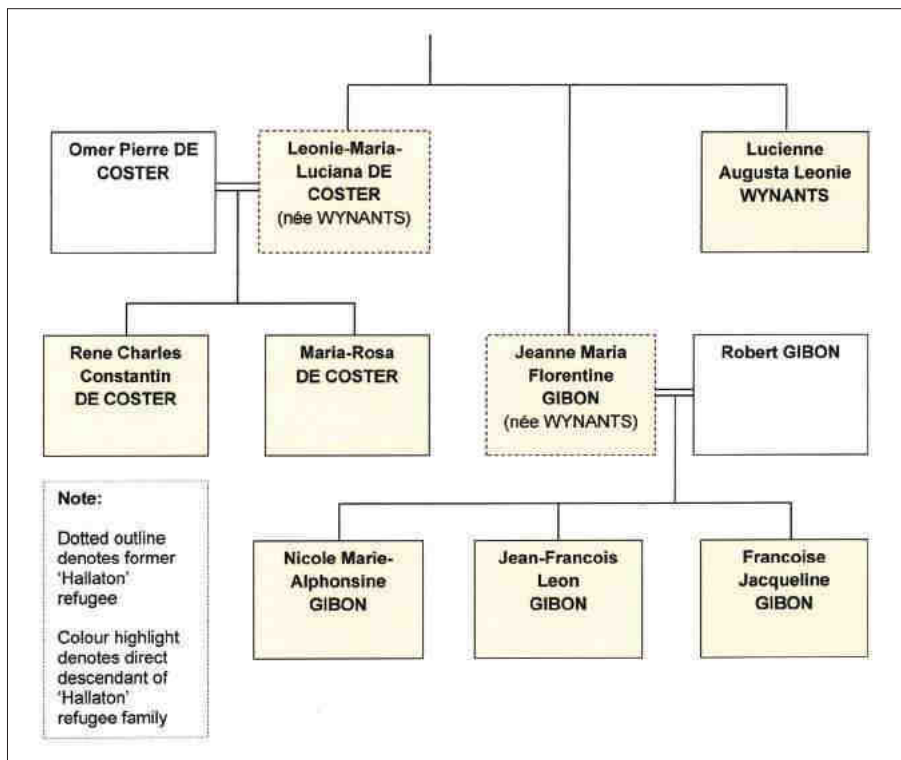 Omer Pierre DE
COSTER
Leonie-Maria-
Luciana DE
COSTER
(née WYNANTS)
Lucienne
Augusta Leonie
WYNANTS
Rene Charles
Constantin
DE COSTER
Maria-Rosa
DE COSTER
Jeanne Maria
Florentine
GIBON
(née WYNANTS)
Robert GIBON
Note:
Dotted outline
denotes former
‘Hallaton’
refugee
Colour highlight
denotes direct
descendant of
‘Hallaton’
refugee family
Nicole Marie-
Alphonsine
GIBON
Jean-Francois
Leon
GIBON
Francoise
Jacqueline
GIBON